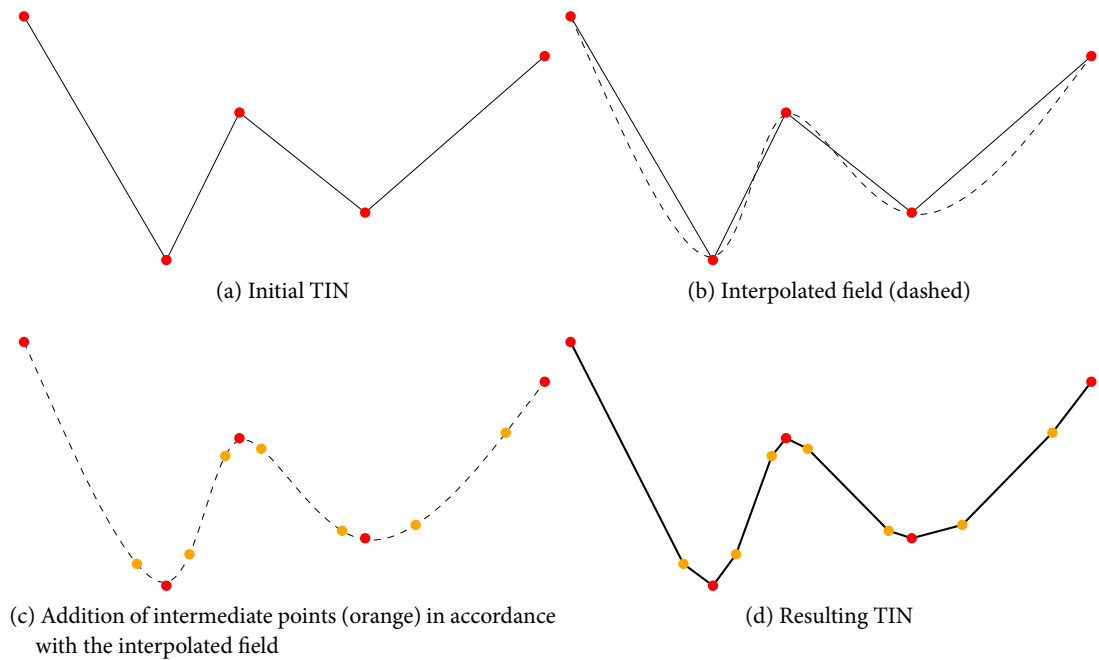 (a) Initial TIN
(b) Interpolated field (dashed)
(c) Addition of intermediate points (orange) in accordance
with the interpolated field
(d) Resulting TIN